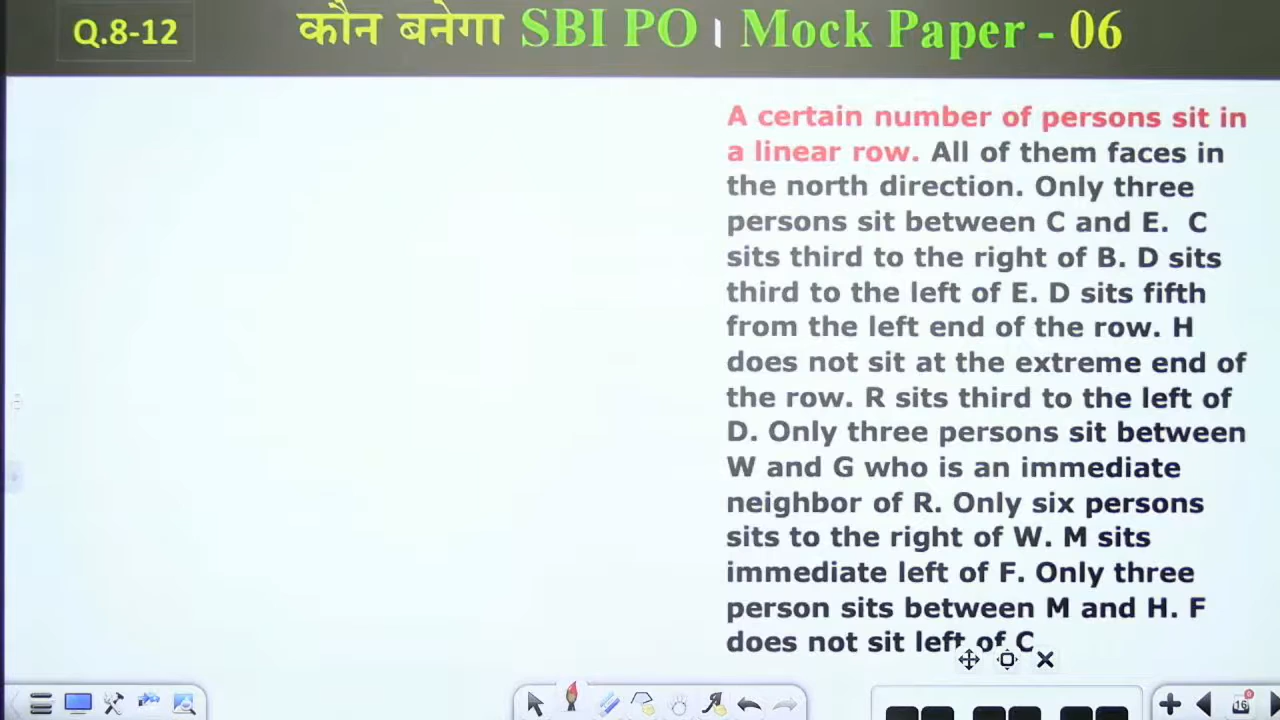 Q.8-12
कौन बनेगा SBI PO । Mock Paper - 06
A certain number of persons sit in
a linear row. All of them faces in
the north direction. Only three
persons sit between C and E. C
sits third to the right of B. D sits
third to the left of E. D sits fifth
from the left end of the row. H
does not sit at the extreme end of
the row. R sits third to the left of
D. Only three persons sit between
W and G who is an immediate
neighbor of R. Only six persons
sits to the right of W. M sits
immediate left of F. Only three
person sits between M and H. F
does not sit left of C.
16